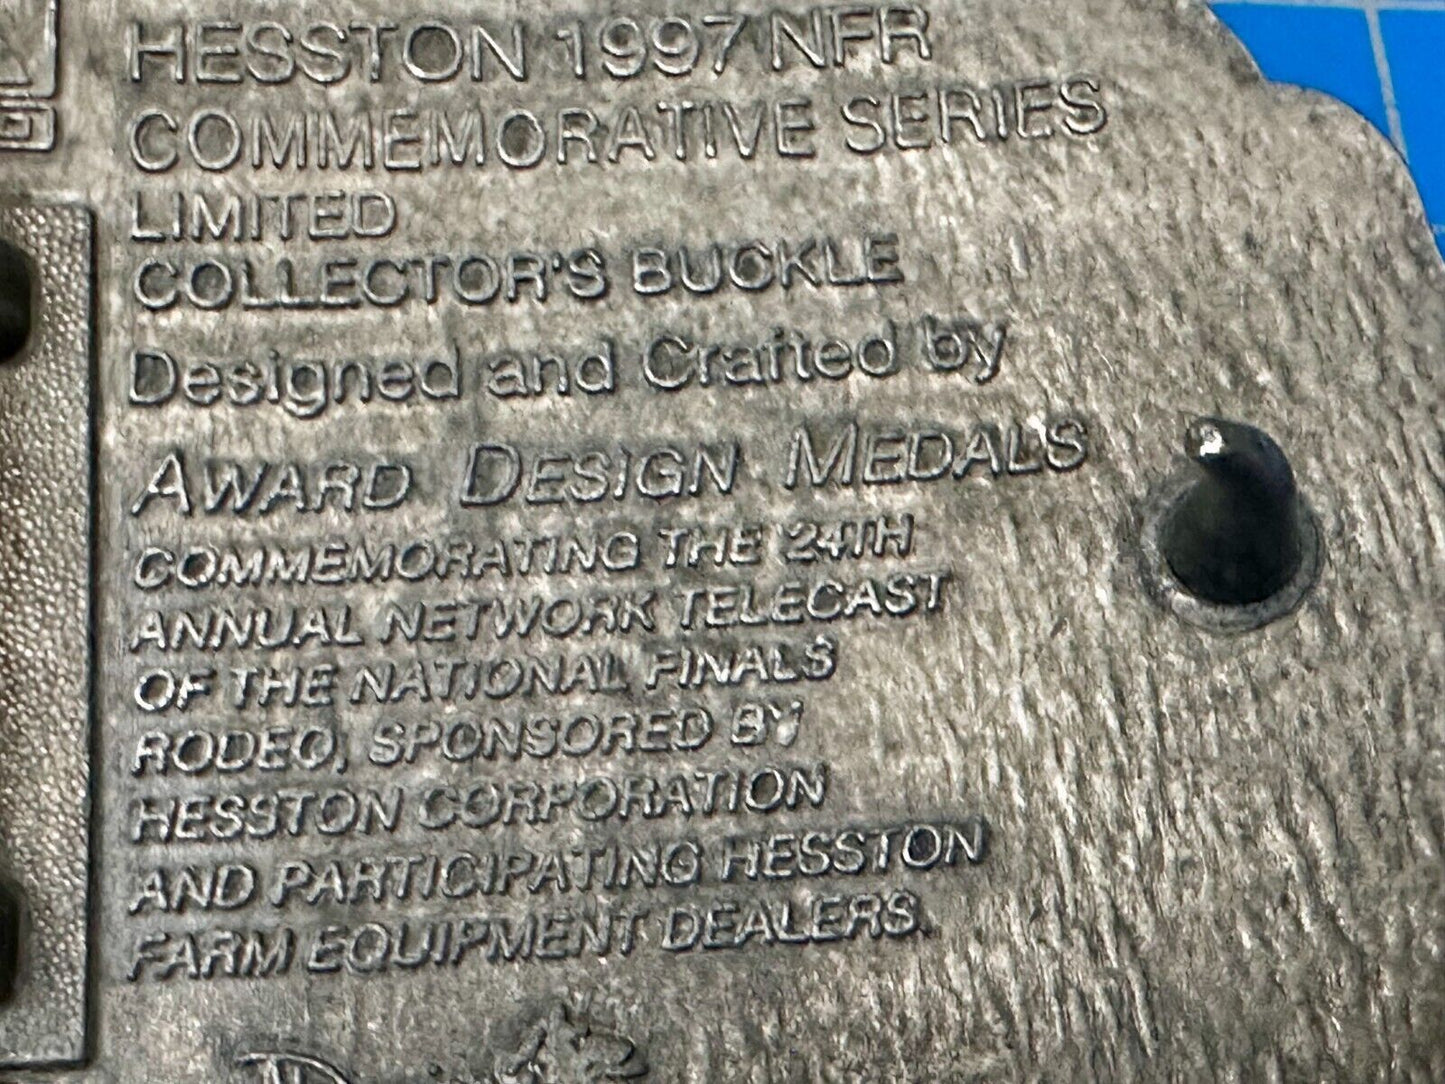 HESSTON 1997 NFR
COMMEMORATIVE SERIES
LIMITED
COLLECTOR'S BUCKLE
Designed and Crafted by
AWARD DESIGN MEDALS
COMMEMORATING THE 24TH
ANNUAL NETWORK TELECAST
OF THE NATIONAL FINALS
RODEO, SPONSORED BY
HESSTON CORPORATION
AND PARTICIPATING HESSTON
FARM EQUIPMENT DEALERS.